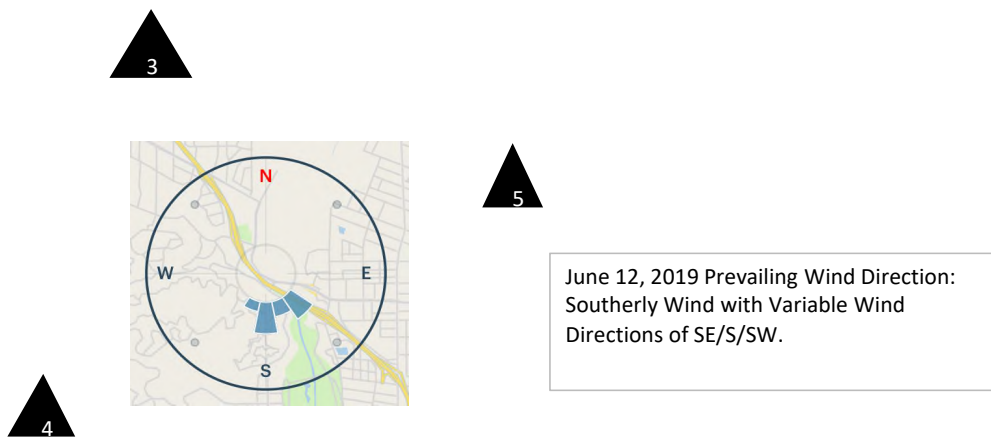 3
N
5
W
E
June 12, 2019 Prevailing Wind Direction:
Southerly Wind with Variable Wind
Directions of SE/S/SW.
S
4